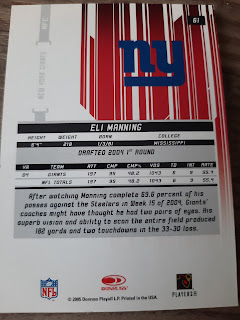 61
NFC
NEW YORK GIANTS
ny
ELI MANNING
HEIGHT WEIGHT BORN COLLEGE
6'4" 218 1/3/81 MISSISSIPPI
DRAFTED 2004 1ST ROUND
YR TEAM ATT CMP CMP% YDS TD INT RATE
04 GIANTS 197 95 48.2 1043 6 9 55.4
NFL TOTALS 197 95 48.2 1043 6 9 55.4
After watching Manning complete 69.6 percent of his
passes against the Steelers in Week 15 of 2004, Giants'
coaches might have thought he had two pairs of eyes. His
superb vision and ability to scan the entire field produced
182 yards and two touchdowns in the 33-30 loss.
NFL
DONRUSS
PLAYERS
© 2005 Donruss Playoff L.P. Printed in the USA.